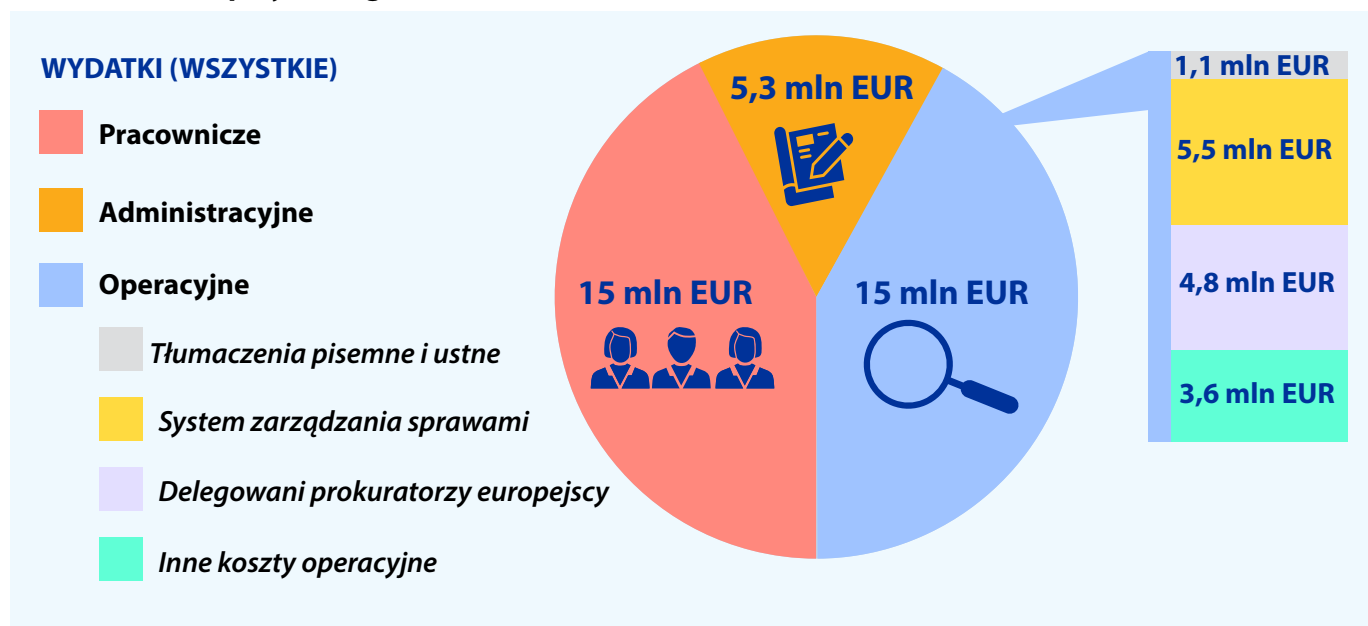 WYDATKI (WSZYSTKIE)
Pracownicze
Administracyjne
Operacyjne
Tłumaczenia pisemne i ustne
System zarządzania sprawami
Delegowani prokuratorzy europejscy
Inne koszty operacyjne
5,3 mln EUR
15 mln EUR
15 mln EUR
1,1 mln EUR
5,5 mln EUR
4,8 mln EUR
3,6 mln EUR